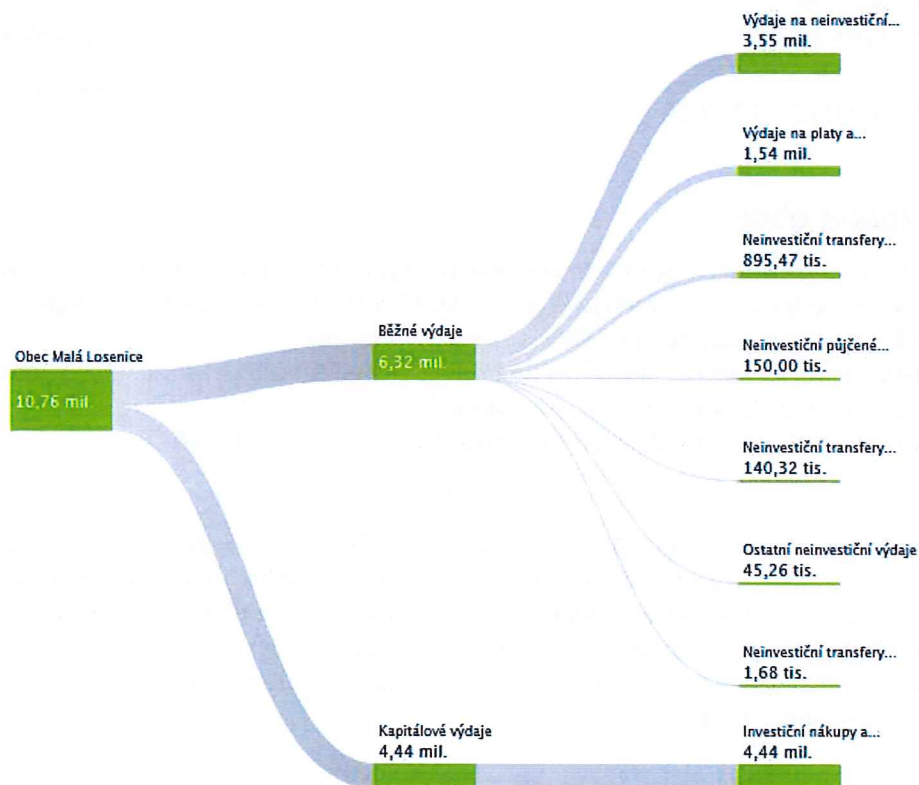 Výdaje na neinvestiční...
3,55 mil.
Výdaje na platy a...
1,54 mil.
Neinvestiční transfery...
895,47 tis.
Běžné výdaje
6,32 mil.
Neinvestiční půjčené...
150,00 tis.
Obec Malá Losenice
10,76 mil.
Neinvestiční transfery...
140,32 tis.
Ostatní neinvestiční výdaje
45,26 tis.
Neinvestiční transfery...
1,68 tis.
Kapitálové výdaje
4,44 mil.
Investiční nákupy a...
4,44 mil.